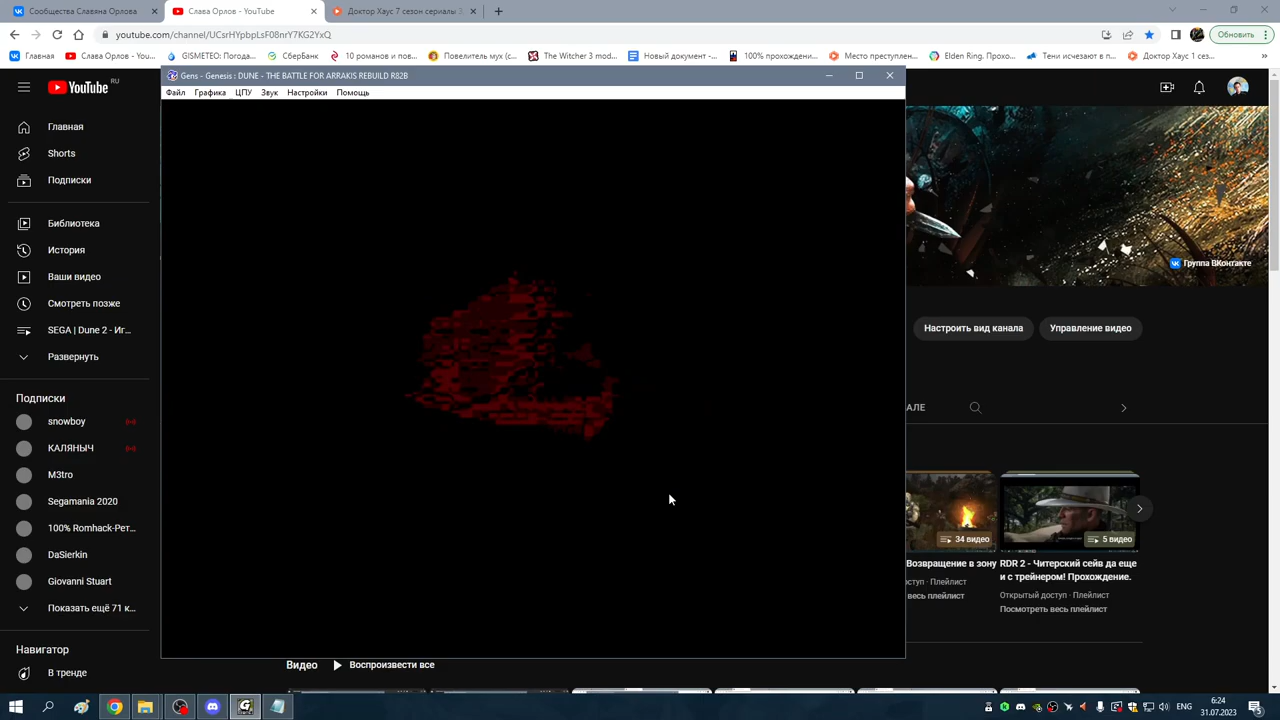 Сообщества Славяна Орлова
Слава Орлов - YouTube
Доктор Хаус 7 сезон сериалы 3
youtube.com/channel/UCsrHYpbpLsF08nrY7KG2YxQ
Обновить
Главная
Слава Орлов - You...
GISMETEO: Погода...
СберБанк
10 романов и пове...
Повелитель мух (с...
The Witcher 3 mod...
Новый документ -...
100% прохождени...
Место преступлен...
Elden Ring. Прохо...
Тени исчезают в п...
Доктор Хаус 1 сез...
»
Gens - Genesis : DUNE - THE BATTLE FOR ARRAKIS REBUILD R82B
Файл
Графика
ЦПУ
Звук
Настройки
Помощь
YouTube
RU
Главная
Shorts
Подписки
Библиотека
История
Ваши видео
Смотреть позже
SEGA | Dune 2 - Иг...
Развернуть
Подписки
snowboy
КАЛЯНЫЧ
M3tro
Segamania 2020
100% Romhack-Рет...
DaSierkin
Giovanni Stuart
Показать ещё 71 к...
Навигатор
В тренде
Группа ВКонтакте
Настроить вид канала
Управление видео
АЛЕ
34 видео
5 видео
Возвращение в зону
RDR 2 - Читерский сейв да еще
и с трейнером! Прохождение.
оступ · Плейлист
Открытый доступ · Плейлист
весь плейлист
Посмотреть весь плейлист
Видео
Воспроизвести все
ENG
6:24
31.07.2023